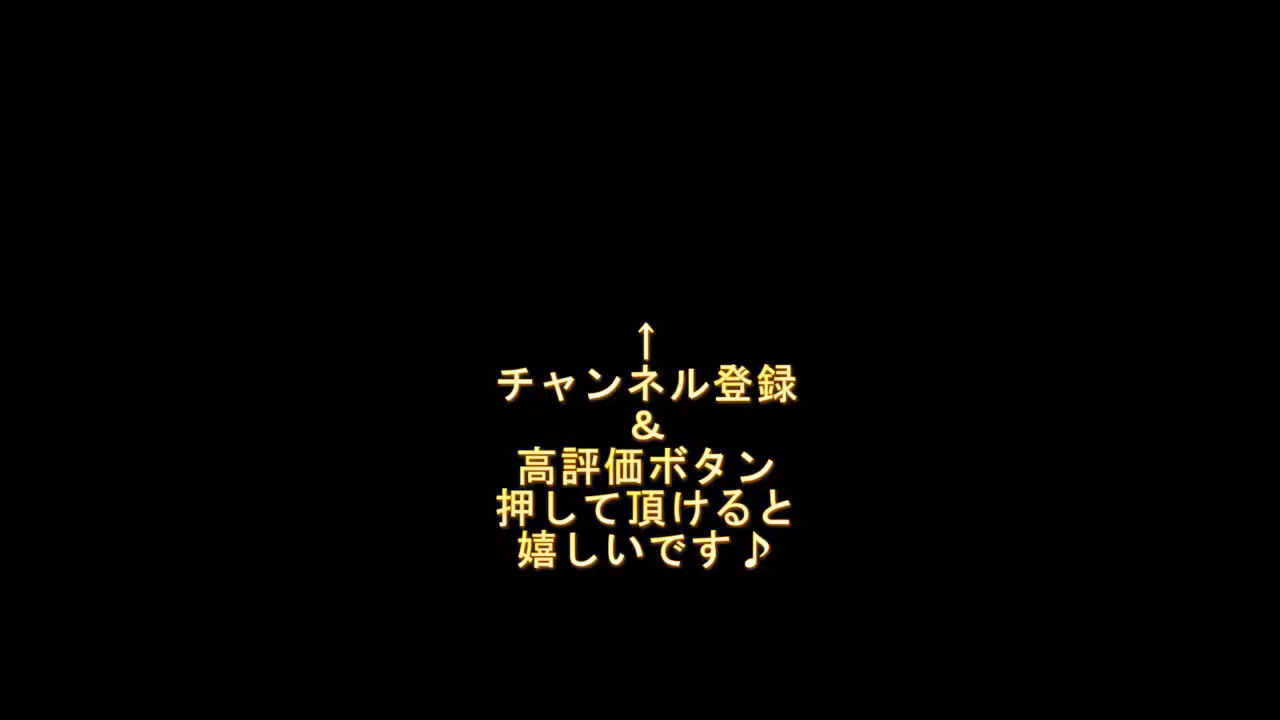 ↑
チャンネル登録
&
高評価ボタン
押して頂けると
嬉しいです♪